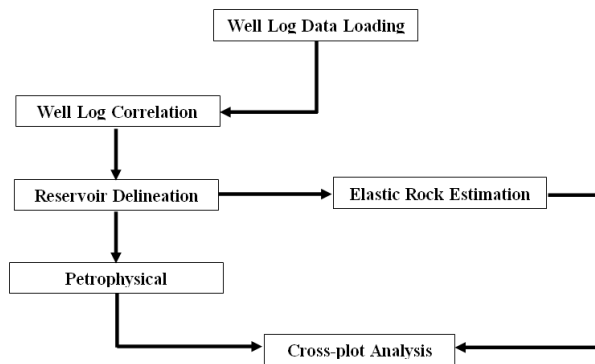 Well Log Data Loading
Well Log Correlation
Reservoir Delineation
Elastic Rock Estimation
Petrophysical
Cross-plot Analysis